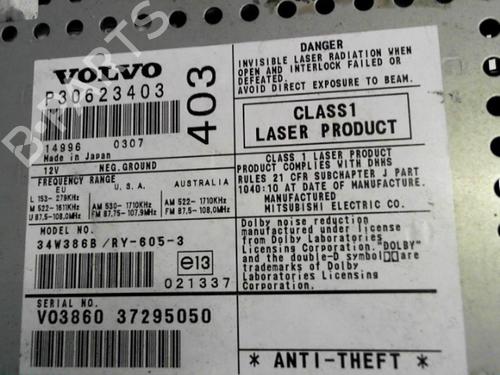 VOLVO
P30623403
403
14996 0307
Made in Japan
12V NEG.GROUND
FREQUENCY RANGE
EU U.S.A. AUSTRALIA
L 153- 279KHz
M 522-1611KHz AM 530-1710KHz AM 522-1710KHz
U 87.5-108.0MHz FM 87.75-107.9MHz FM 87.5-108.0MHz
MODEL NO.
34W386B/RY-605-3
e13
021337
SERIAL NO.
VO3860 37295050
DANGER
INVISIBLE LASER RADIATION WHEN
OPEN AND INTERLOCK FAILED OR
DEFEATED.
AVOID DIRECT EXPOSURE TO BEAM.
CLASS1
LASER PRODUCT
CLASS 1 LASER PRODUCT
PRODUCT COMPLIES WITH DHHS
RULES 21 CFR SUBCHAPTER J PART
1040:10 AT DATE OF MANUFACTURE.
MANUFACTURED
MITSUBISHI ELECTRIC CO.
Dolby noise reduction
manufactured under license
from Dolby Laboratories
Licensing Corporation. "DOLBY"
and the double-D symbol are
trademarks of Dolby
Laboratories Licensing
Corporation.
* ANTI-THEFT *
B-PARTS